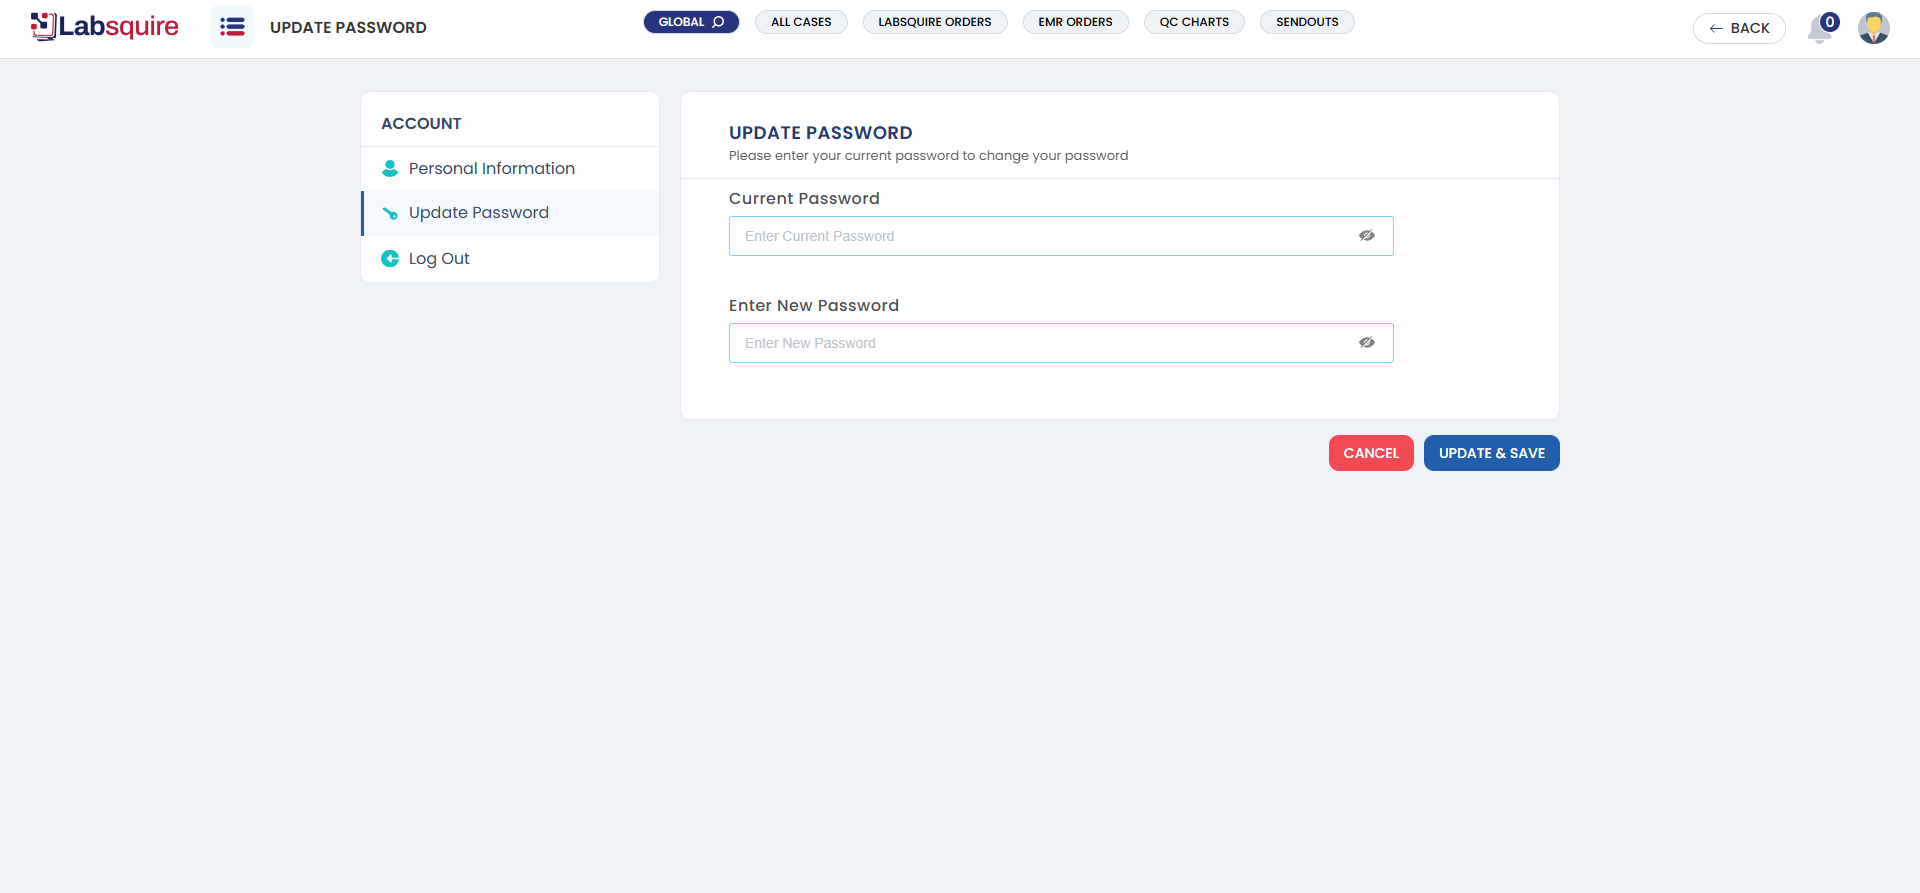 Labsquire
UPDATE PASSWORD
GLOBAL
ALL CASES
LABSQUIRE ORDERS
EMR ORDERS
QC CHARTS
SENDOUTS
BACK
0
ACCOUNT
Personal Information
Update Password
Log Out
UPDATE PASSWORD
Please enter your current password to change your password
Current Password
Enter Current Password
Enter New Password
Enter New Password
CANCEL
UPDATE & SAVE